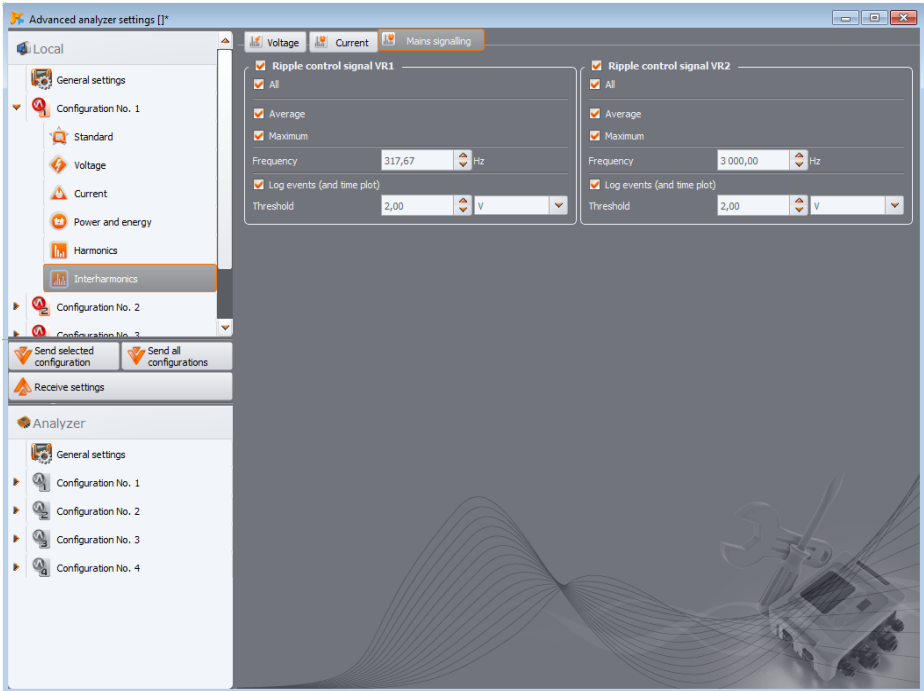 Advanced analyzer settings []*
Local
General settings
Configuration No. 1
Standard
Voltage
Current
Power and energy
Harmonics
Interharmonics
Configuration No. 2
Configuration No. 3
Send selected configuration
Send all configurations
Receive settings
Analyzer
General settings
Configuration No. 1
Configuration No. 2
Configuration No. 3
Configuration No. 4
Voltage
Current
Mains signalling
Ripple control signal VR1
All
Average
Maximum
Frequency 317,67 Hz
Log events (and time plot)
Threshold 2,00 V
Ripple control signal VR2
All
Average
Maximum
Frequency 3 000,00 Hz
Log events (and time plot)
Threshold 2,00 V